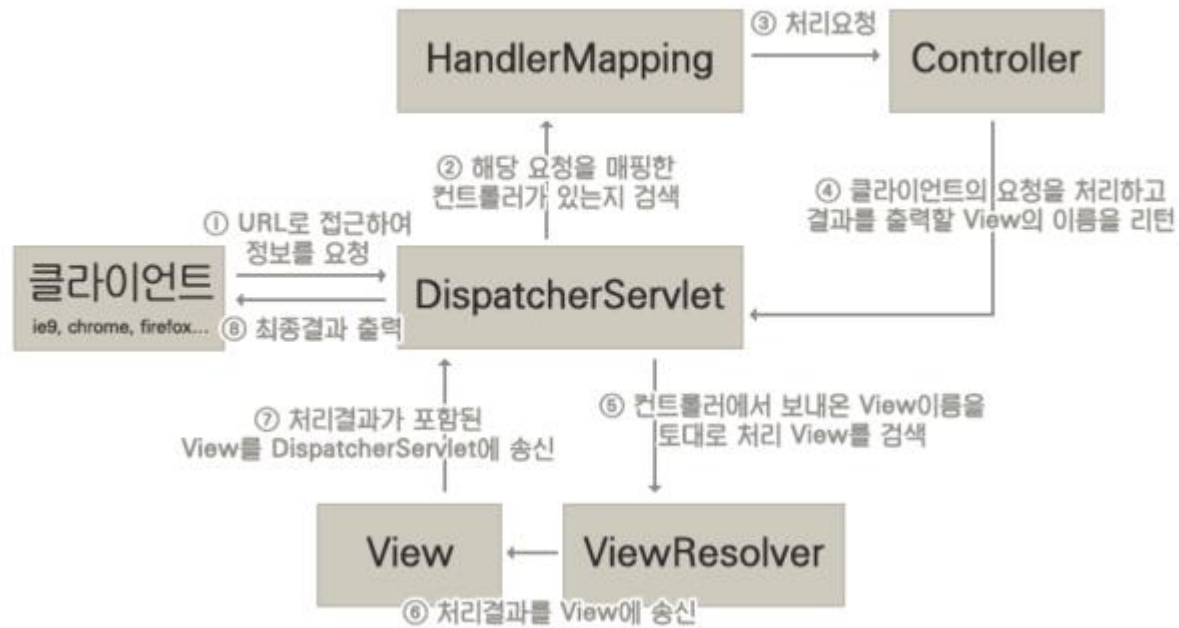 ③ 처리요청
HandlerMapping
Controller
② 해당 요청을 매핑한
컨트롤러가 있는지 검색
④ 클라이언트의 요청을 처리하고
결과를 출력할 View의 이름을 리턴
① URL로 접근하여
정보를 요청
클라이언트
ie9, chrome, firefox...
DispatcherServlet
⑧ 최종결과 출력
⑦ 처리결과가 포함된
View를 DispatcherServlet에 송신
⑤ 컨트롤러에서 보내온 View이름을
토대로 처리 View를 검색
View
ViewResolver
⑥ 처리결과를 View에 송신